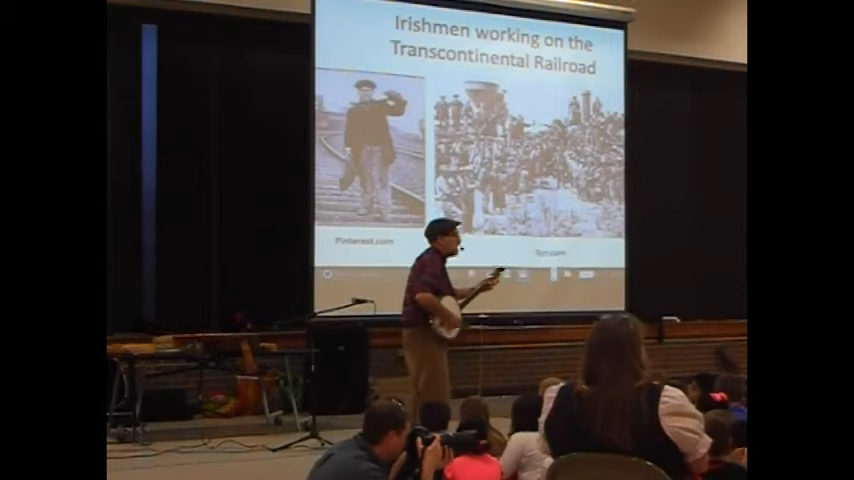 Irishmen working on the
Transcontinental Railroad
Pinterest.com